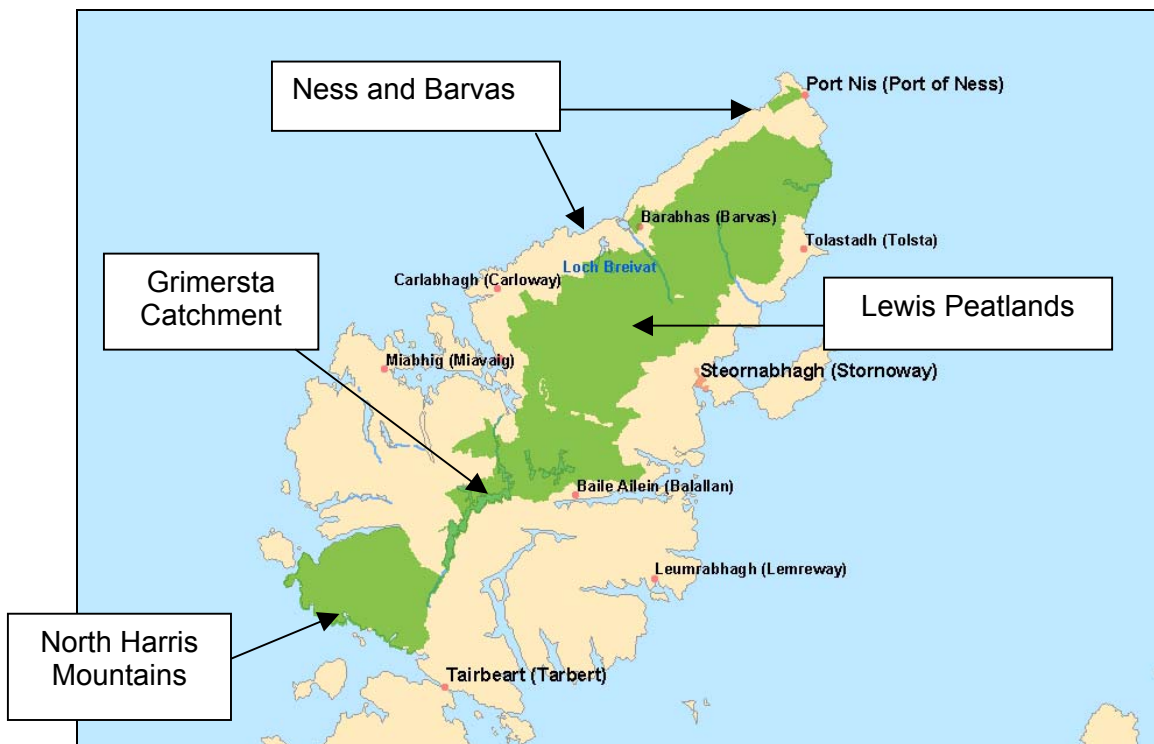 Ness and Barvas
Port Nis (Port of Ness)
Barabhas (Barvas)
Tolastadh (Tolsta)
Loch Breivat
Grimersta
Catchment
Carlabhagh (Carloway)
Lewis Peatlands
Miabhig (Miavaig)
Steornabhagh (Stornoway)
Baile Ailein (Balallan)
Leumrabhagh (Lemreway)
North Harris
Mountains
Tairbeart (Tarbert)